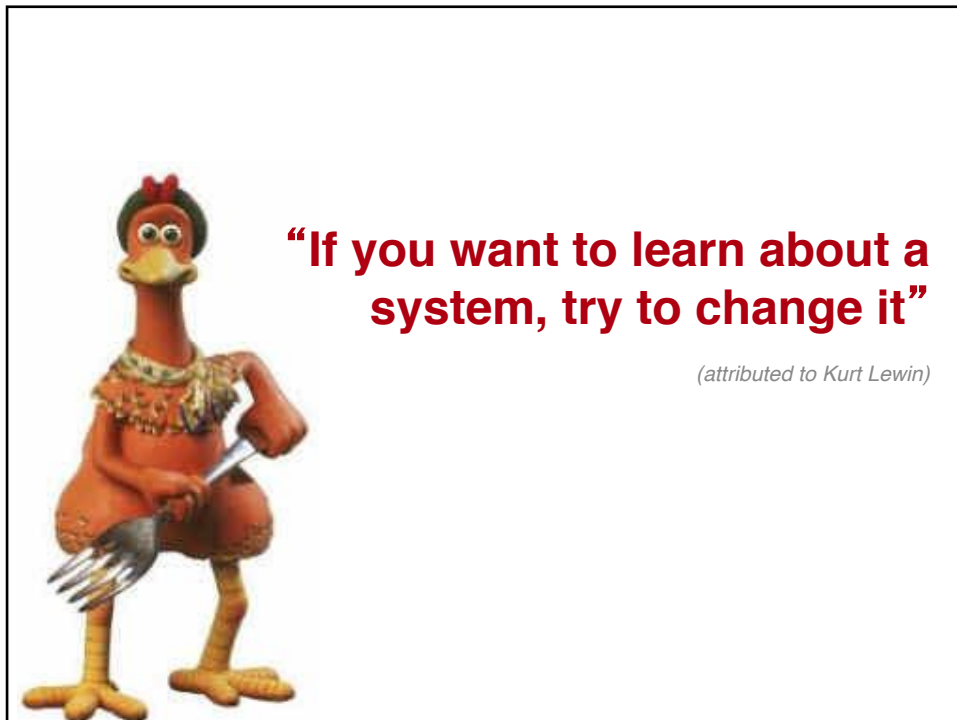 “If you want to learn about a
system, try to change it”
(attributed to Kurt Lewin)